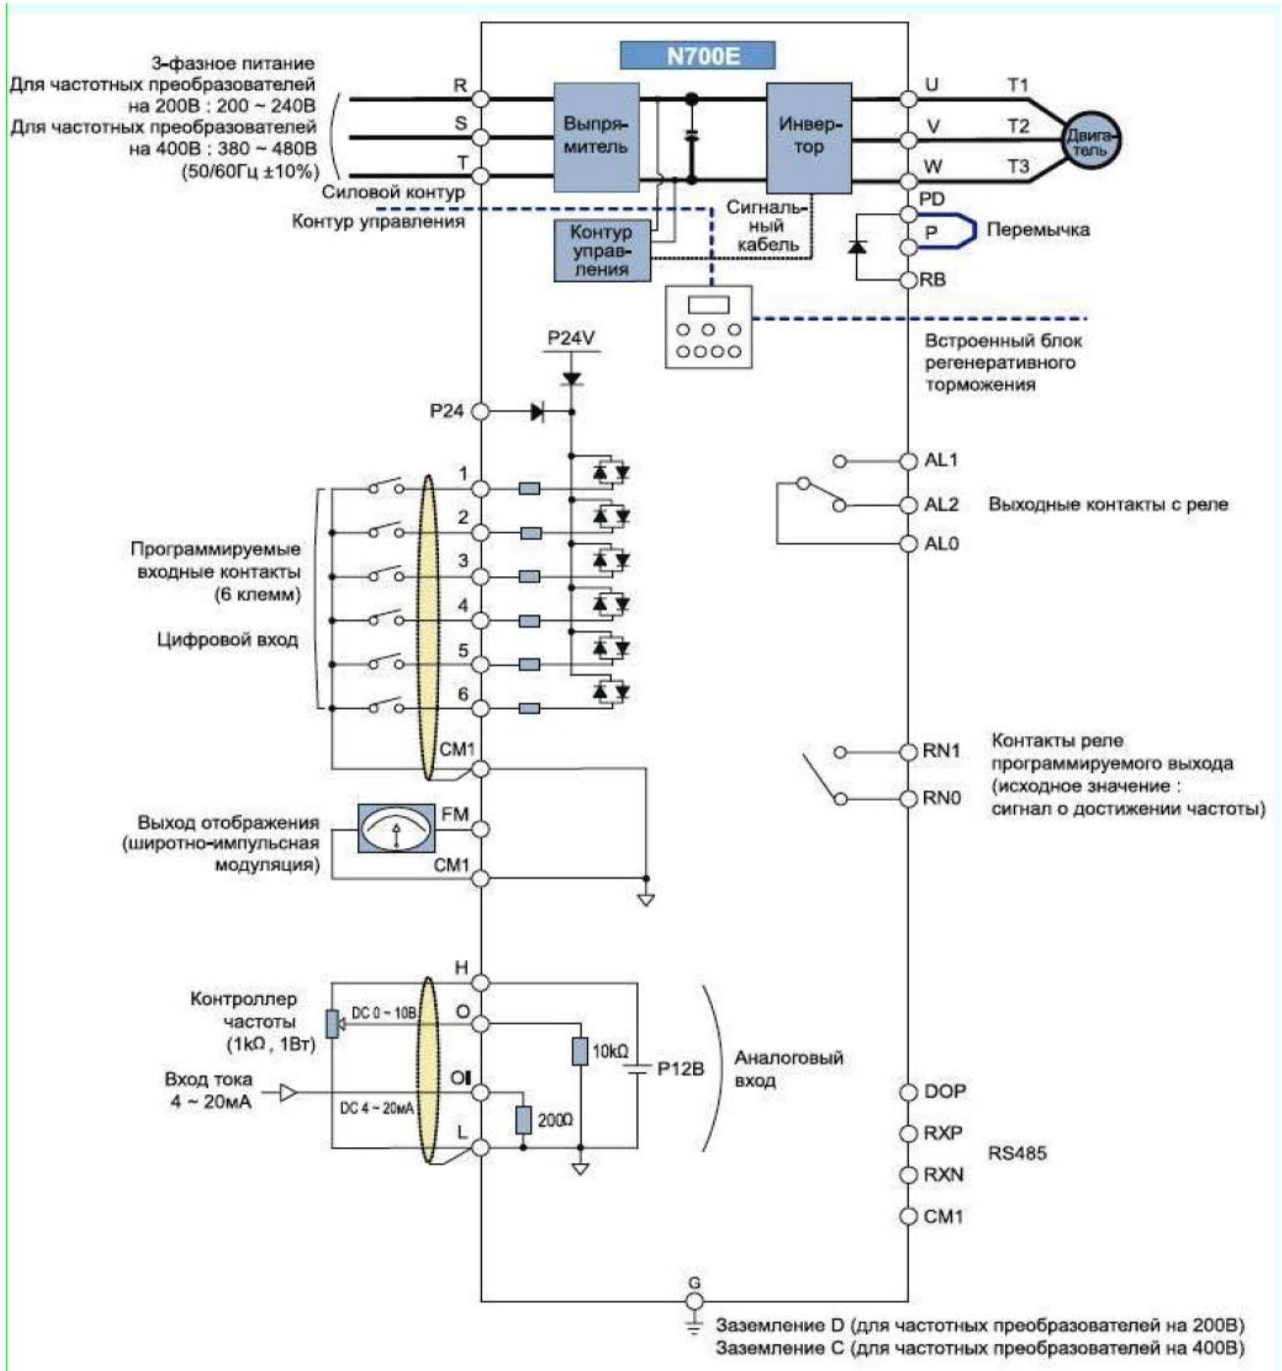 N700E
3-фазное питание
Для частотных преобразователей
на 200В : 200 ~ 240В
Для частотных преобразователей
на 400В : 380 ~ 480В
(50/60Гц ±10%)
R
S
T
Выпря-
митель
Инвер-
тор
U
V
W
T1
T2
T3
Двига-
тель
Силовой контур
Контур управления
Контур
управ-
ления
Сигналь-
ный
кабель
PD
P
RB
Перемычка
Встроенный блок
регенеративного
торможения
P24V
P24
1
2
3
4
5
6
CM1
Программируемые
входные контакты
(6 клемм)
Цифровой вход
AL1
AL2
AL0
Выходные контакты с реле
RN1
RN0
Контакты реле
программируемого выхода
(исходное значение :
сигнал о достижении частоты)
Выход отображения
(широтно-импульсная
модуляция)
FM
CM1
H
O
OI
L
Контроллер
частоты
(1kΩ , 1Вт)
DC 0 ~ 10В
Вход тока
4 ~ 20мА
DC 4 ~ 20мА
10kΩ
200Ω
P12B
Аналоговый
вход
DOP
RXP
RXN
CM1
RS485
G
Заземление D (для частотных преобразователей на 200В)
Заземление C (для частотных преобразователей на 400В)